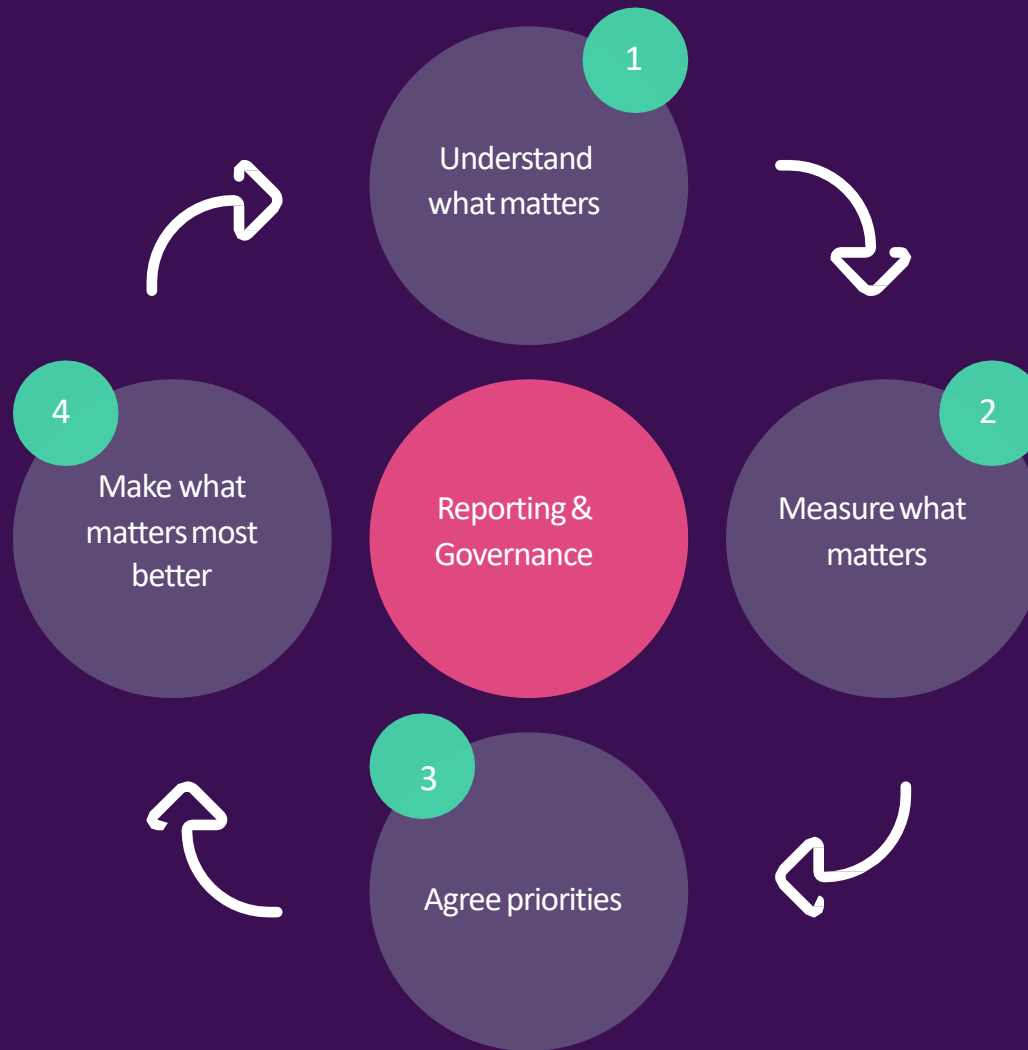 1
Understand
what matters
2
Measure what
matters
3
Agree priorities
4
Make what
matters most
better
Reporting &
Governance